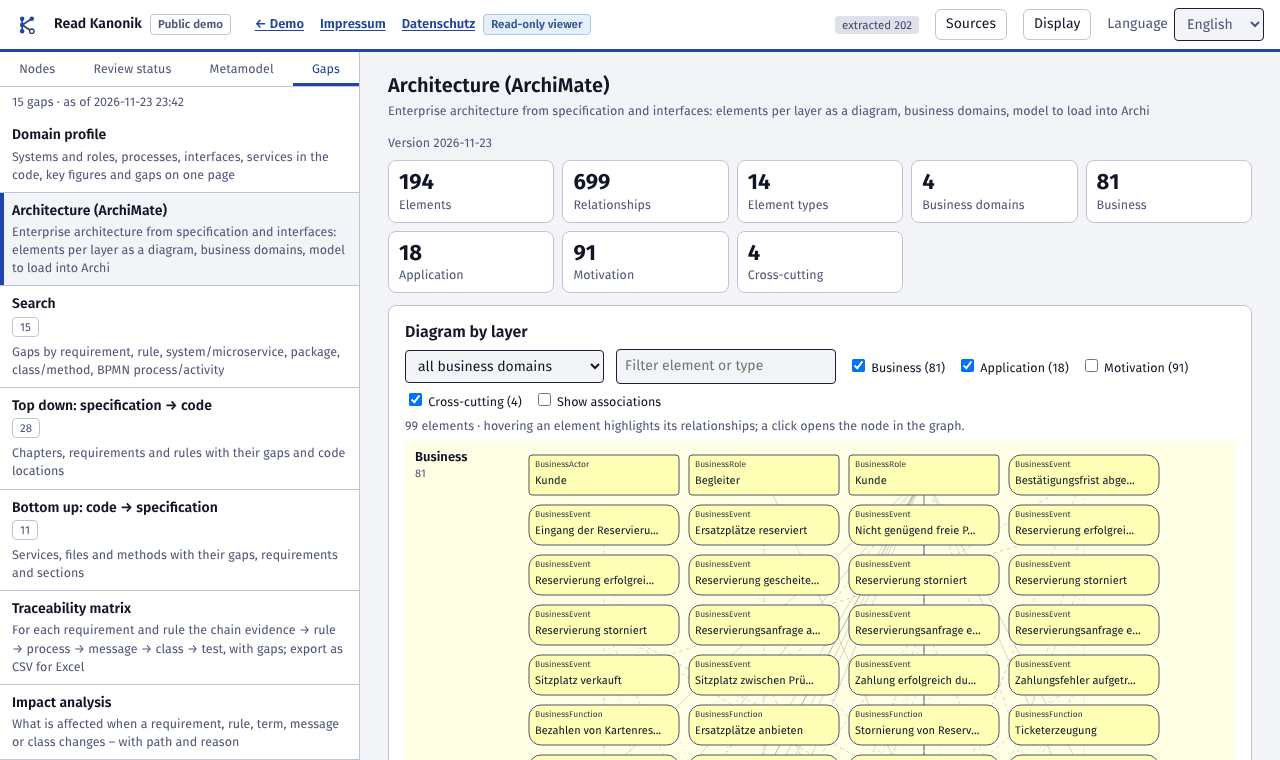 Read Kanonik
Public demo
← Demo
Impressum
Datenschutz
Read-only viewer
extracted 202
Sources
Display
Language
English
Nodes
Review status
Metamodel
Gaps
15 gaps · as of 2026-11-23 23:42
Domain profile
Systems and roles, processes, interfaces, services in the
code, key figures and gaps on one page
Architecture (ArchiMate)
Enterprise architecture from specification and interfaces:
elements per layer as a diagram, business domains, model
to load into Archi
Search
15
Gaps by requirement, rule, system/microservice, package,
class/method, BPMN process/activity
Top down: specification → code
28
Chapters, requirements and rules with their gaps and code
locations
Bottom up: code → specification
11
Services, files and methods with their gaps, requirements
and sections
Traceability matrix
For each requirement and rule the chain evidence → rule
→ process → message → class → test, with gaps; export as
CSV for Excel
Impact analysis
What is affected when a requirement, rule, term, message
or class changes – with path and reason
Architecture (ArchiMate)
Enterprise architecture from specification and interfaces: elements per layer as a diagram, business domains, model to load into Archi
Version 2026-11-23
194
Elements
699
Relationships
14
Element types
4
Business domains
81
Business
18
Application
91
Motivation
4
Cross-cutting
Diagram by layer
all business domains
Filter element or type
Business (81)
Application (18)
Motivation (91)
Cross-cutting (4)
Show associations
99 elements · hovering an element highlights its relationships; a click opens the node in the graph.
Business
81
BusinessActor
Kunde
BusinessRole
Begleiter
BusinessRole
Kunde
BusinessEvent
Bestätigungsfrist abge...
BusinessEvent
Eingang der Reservieru...
BusinessEvent
Ersatzplätze reserviert
BusinessEvent
Nicht genügend freie P...
BusinessEvent
Reservierung erfolgrei...
BusinessEvent
Reservierung erfolgrei...
BusinessEvent
Reservierung gescheite...
BusinessEvent
Reservierung storniert
BusinessEvent
Reservierung storniert
BusinessEvent
Reservierung storniert
BusinessEvent
Reservierungsanfrage a...
BusinessEvent
Reservierungsanfrage e...
BusinessEvent
Reservierungsanfrage e...
BusinessEvent
Sitzplatz verkauft
BusinessEvent
Sitzplatz zwischen Prü...
BusinessEvent
Zahlung erfolgreich du...
BusinessEvent
Zahlungsfehler aufgetr...
BusinessFunction
Bezahlen von Kartenres...
BusinessFunction
Ersatzplätze anbieten
BusinessFunction
Stornierung von Reserv...
BusinessFunction
Ticketerzeugung